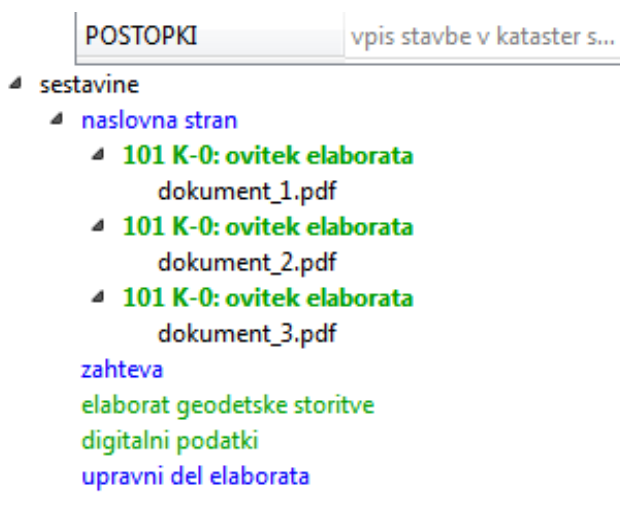 POSTOPKI vpis stavbe v kataster s...
sestavine
naslovna stran
101 K-0: ovitek elaborata
dokument_1.pdf
101 K-0: ovitek elaborata
dokument_2.pdf
101 K-0: ovitek elaborata
dokument_3.pdf
zahteva
elaborat geodetske storitve
digitalni podatki
upravni del elaborata